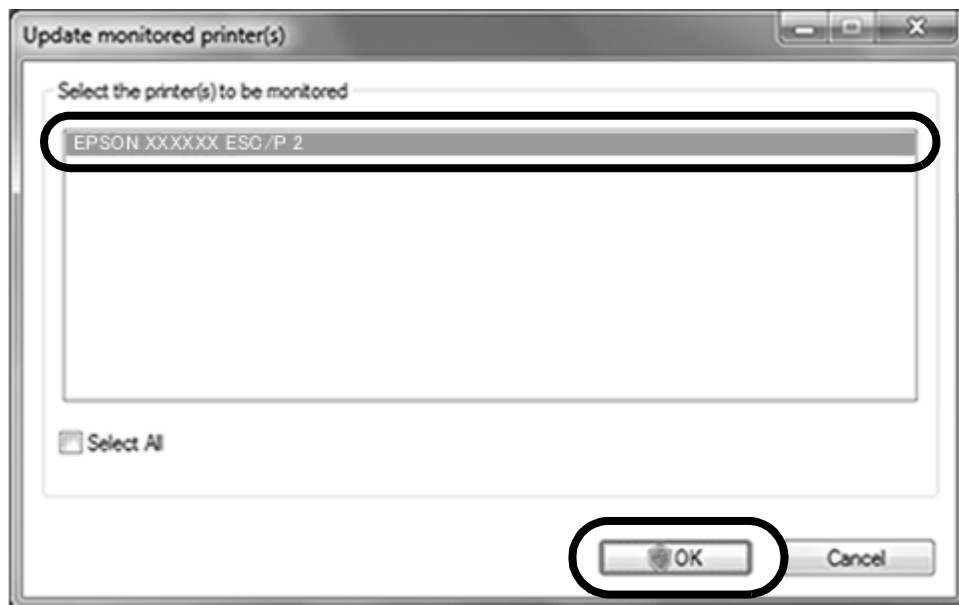 Update monitored printer(s)
Select the printer(s) to be monitored
EPSON XXXXXX ESC/P 2
Select All
OK
Cancel